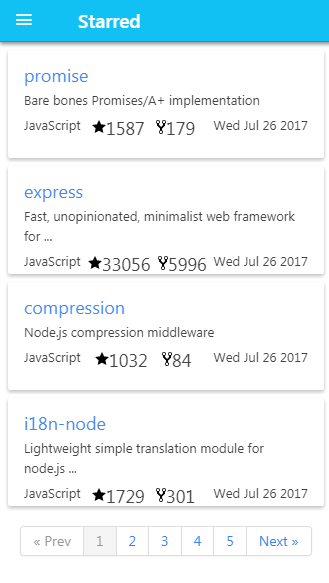 Starred
promise
Bare bones Promises/A+ implementation
JavaScript 1587 179 Wed Jul 26 2017
express
Fast, unopinionated, minimalist web framework
for ...
JavaScript 33056 5996 Wed Jul 26 2017
compression
Node.js compression middleware
JavaScript 1032 84 Wed Jul 26 2017
i18n-node
Lightweight simple translation module for
node.js ...
JavaScript 1729 301 Wed Jul 26 2017
« Prev 1 2 3 4 5 Next »